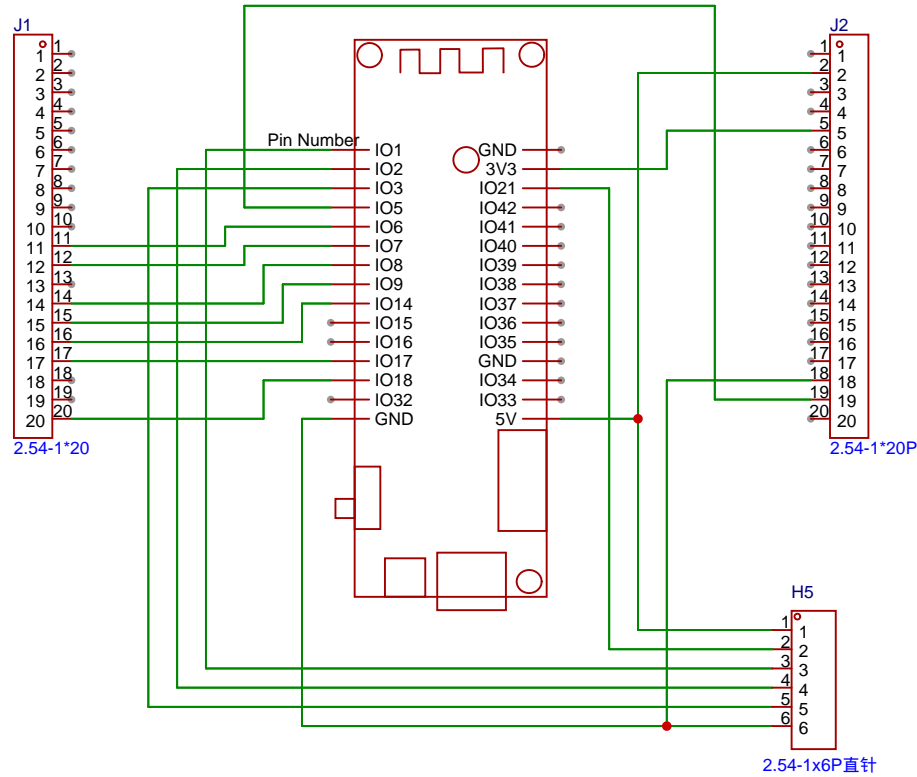 J1
1 1
2 2
3 3
4 4
5 5
6 6
7 7
8 8
9 9
10 10
11 11
12 12
13 13
14 14
15 15
16 16
17 17
18 18
19 19
20 20
2.54-1*20
Pin Number
IO1
IO2
IO3
IO5
IO6
IO7
IO8
IO9
IO14
IO15
IO16
IO17
IO18
IO32
GND
GND
3V3
IO21
IO42
IO41
IO40
IO39
IO38
IO37
IO36
IO35
GND
IO34
IO33
5V
J2
1 1
2 2
3 3
4 4
5 5
6 6
7 7
8 8
9 9
10 10
11 11
12 12
13 13
14 14
15 15
16 16
17 17
18 18
19 19
20 20
2.54-1*20P
H5
1 1
2 2
3 3
4 4
5 5
6 6
2.54-1x6P直针